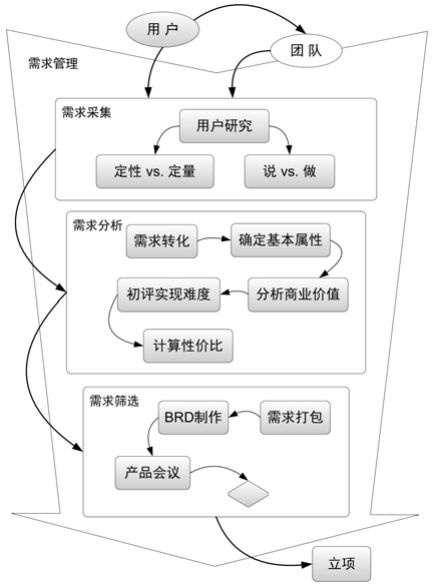 用 户
团 队
需求管理
需求采集
用户研究
定性 vs. 定量
说 vs. 做
需求分析
需求转化
确定基本属性
初评实现难度
分析商业价值
计算性价比
需求筛选
BRD制作
需求打包
产品会议
立项